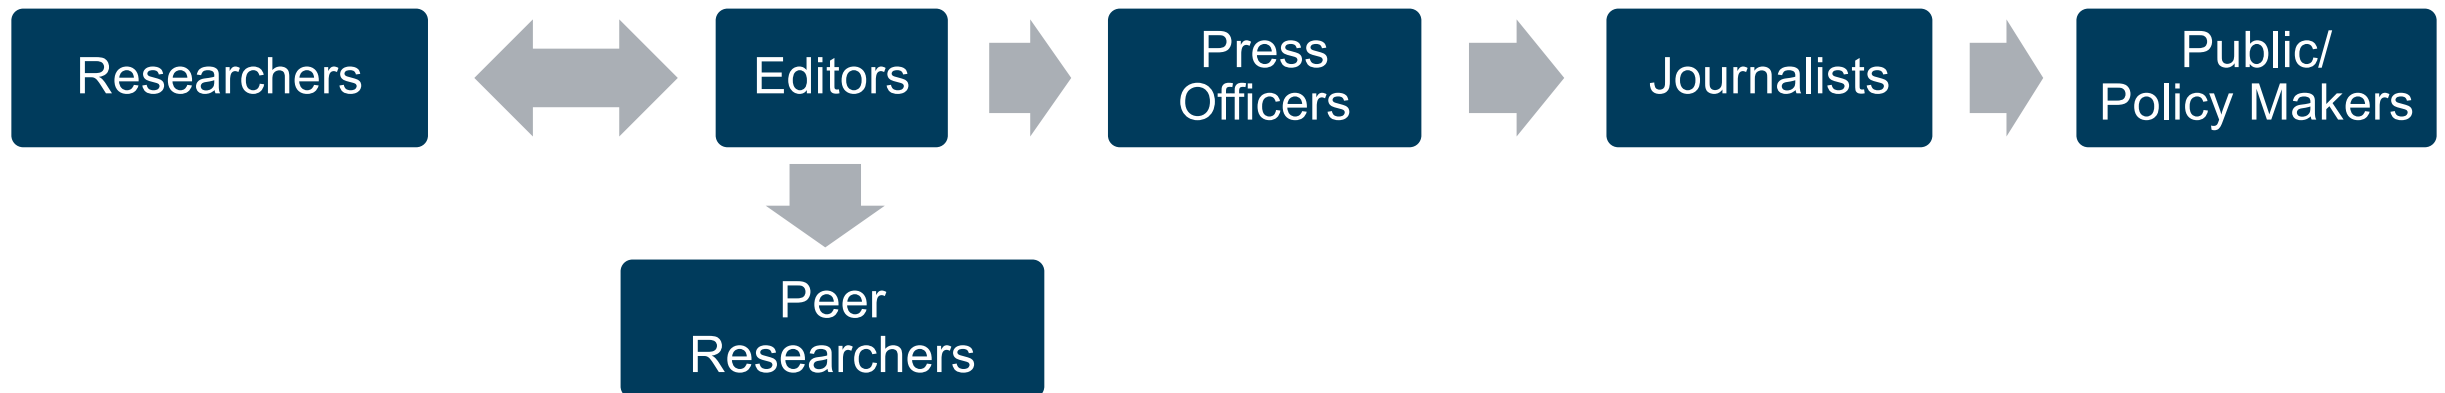 Researchers
Editors
Press
Officers
Journalists
Public/
Policy Makers
Peer
Researchers